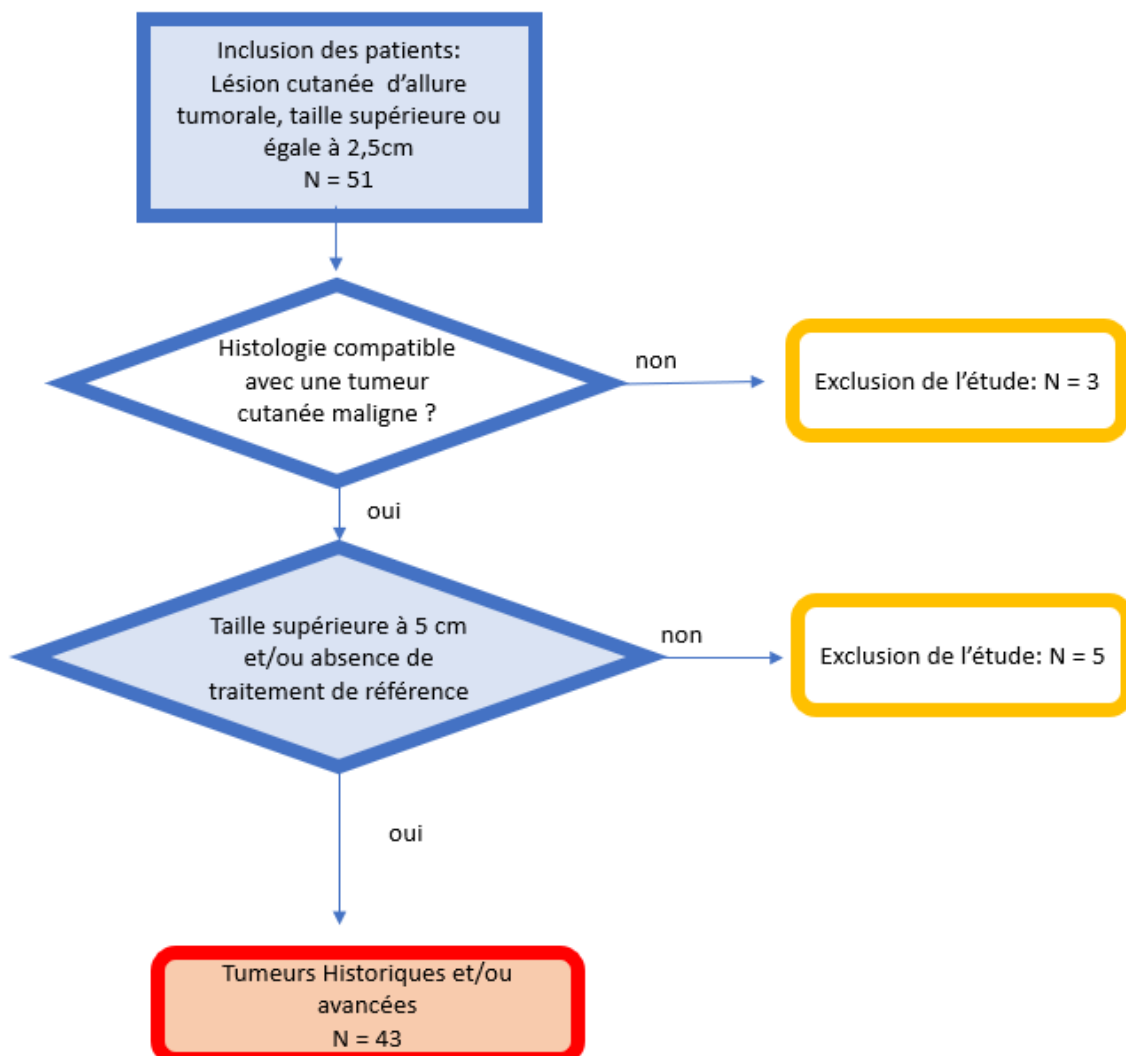 Inclusion des patients:
Lésion cutanée  d’allure
tumorale, taille supérieure ou
égale à 2,5cm
N = 51
Histologie compatible
avec une tumeur
cutanée maligne ?
non
Exclusion de l’étude: N = 3
oui
Taille supérieure à 5 cm
et/ou absence de
traitement de référence
non
Exclusion de l’étude: N = 5
oui
Tumeurs Historiques et/ou
avancées
N = 43